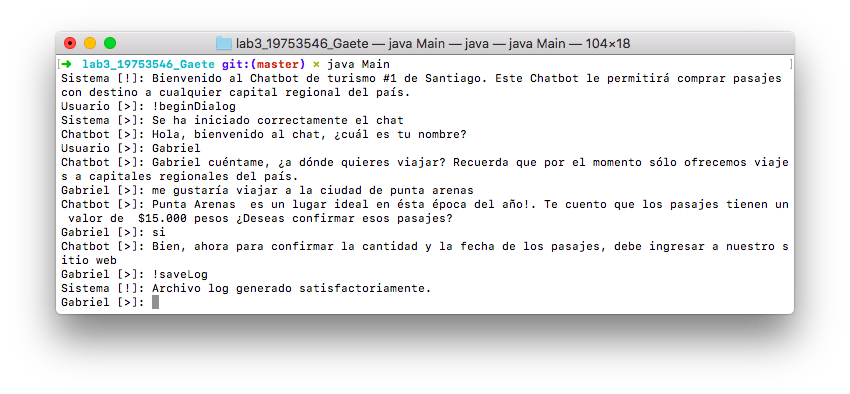 lab3_19753546_Gaete — java Main — java — java Main — 104×18
[➜  lab3_19753546_Gaete git:(master) ✗ java Main ]
Sistema [!]: Bienvenido al Chatbot de turismo #1 de Santiago. Este Chatbot le permitirá comprar pasajes
con destino a cualquier capital regional del país.
Usuario [>]: !beginDialog
Sistema [!]: Se ha iniciado correctamente el chat
Chatbot [>]: Hola, bienvenido al chat, ¿cuál es tu nombre?
Usuario [>]: Gabriel
Chatbot [>]: Gabriel cuéntame, ¿a dónde quieres viajar? Recuerda que por el momento sólo ofrecemos viaje
s a capitales regionales del país.
Gabriel [>]: me gustaría viajar a la ciudad de punta arenas
Chatbot [>]: Punta Arenas  es un lugar ideal en ésta época del año!. Te cuento que los pasajes tienen un
 valor de  $15.000 pesos ¿Deseas confirmar esos pasajes?
Gabriel [>]: si
Chatbot [>]: Bien, ahora para confirmar la cantidad y la fecha de los pasajes, debe ingresar a nuestro s
itio web
Gabriel [>]: !saveLog
Sistema [!]: Archivo log generado satisfactoriamente.
Gabriel [>]: